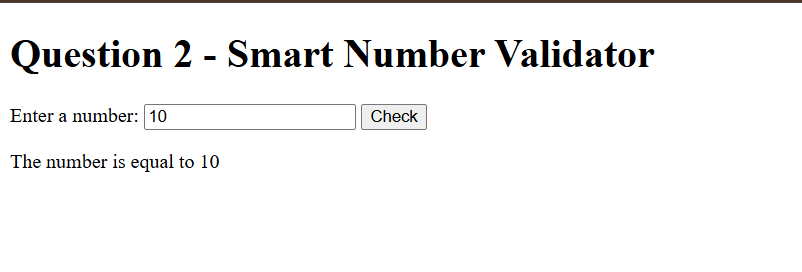 Question 2 - Smart Number Validator
Enter a number: 10 Check
The number is equal to 10